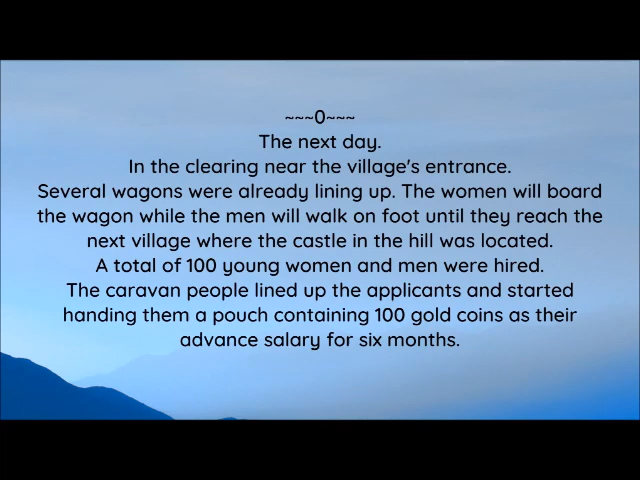 ~~~0~~~
The next day.
In the clearing near the village's entrance.
Several wagons were already lining up. The women will board
the wagon while the men will walk on foot until they reach the
next village where the castle in the hill was located.
A total of 100 young women and men were hired.
The caravan people lined up the applicants and started
handing them a pouch containing 100 gold coins as their
advance salary for six months.